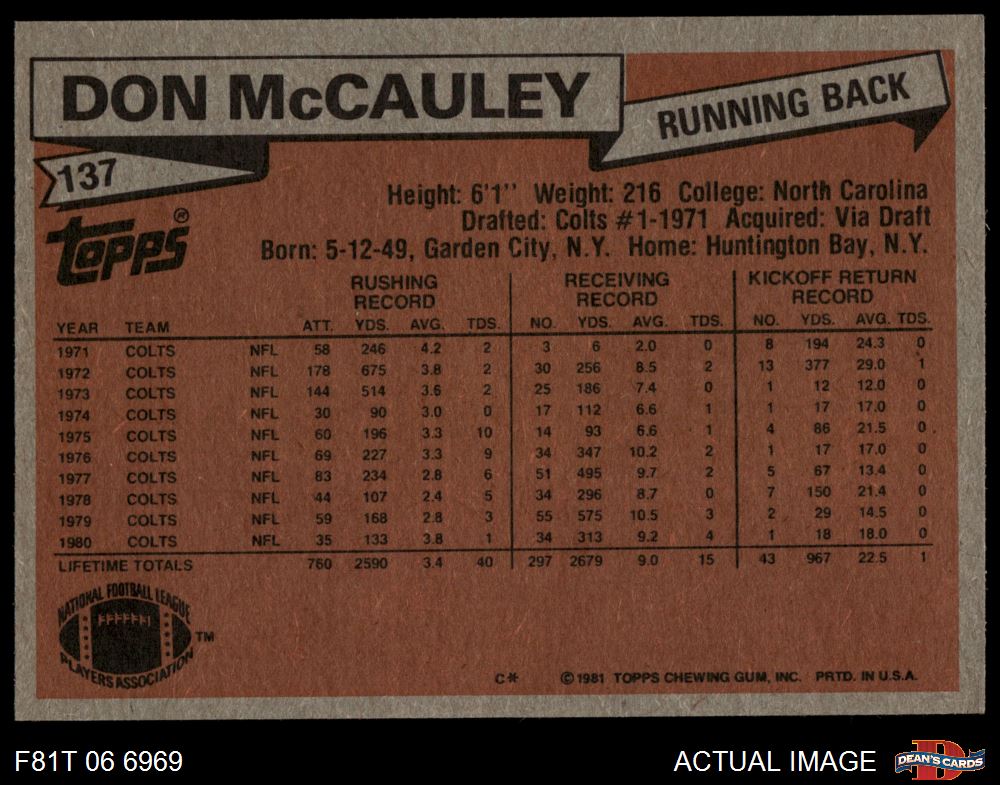 DON McCAULEY
RUNNING BACK
137
TOPPS®
Height: 6'1'' Weight: 216 College: North Carolina
Drafted: Colts #1-1971 Acquired: Via Draft
Born: 5-12-49, Garden City, N.Y. Home: Huntington Bay, N.Y.
RUSHING RECORD RECEIVING RECORD KICKOFF RETURN RECORD
YEAR TEAM ATT. YDS. AVG. TDS. NO. YDS. AVG. TDS. NO. YDS. AVG. TDS.
1971 COLTS NFL 58 246 4.2 2 3 6 2.0 0 8 194 24.3 0
1972 COLTS NFL 178 675 3.8 2 30 256 8.5 2 13 377 29.0 1
1973 COLTS NFL 144 514 3.6 2 25 186 7.4 0 1 12 12.0 0
1974 COLTS NFL 30 90 3.0 0 17 112 6.6 1 1 17 17.0 0
1975 COLTS NFL 60 196 3.3 10 14 93 6.6 1 4 86 21.5 0
1976 COLTS NFL 69 227 3.3 9 34 347 10.2 2 1 17 17.0 0
1977 COLTS NFL 83 234 2.8 6 51 495 9.7 2 5 67 13.4 0
1978 COLTS NFL 44 107 2.4 5 34 296 8.7 0 7 150 21.4 0
1979 COLTS NFL 59 168 2.8 3 55 575 10.5 3 2 29 14.5 0
1980 COLTS NFL 35 133 3.8 1 34 313 9.2 4 1 18 18.0 0
LIFETIME TOTALS 760 2590 3.4 40 297 2679 9.0 15 43 967 22.5 1
NATIONAL FOOTBALL LEAGUE
PLAYERS ASSOCIATION
TM
C* ©1981 TOPPS CHEWING GUM, INC. PRTD. IN U.S.A.
F81T 06 6969
ACTUAL IMAGE
D
DEAN'S CARDS